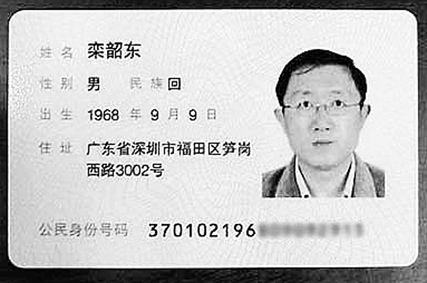 姓名 栾韶东
性别 男 民族 回
出生 1968 年 9 月 9 日
住址 广东省深圳市福田区笋岗
西路3002号
公民身份号码 370102196